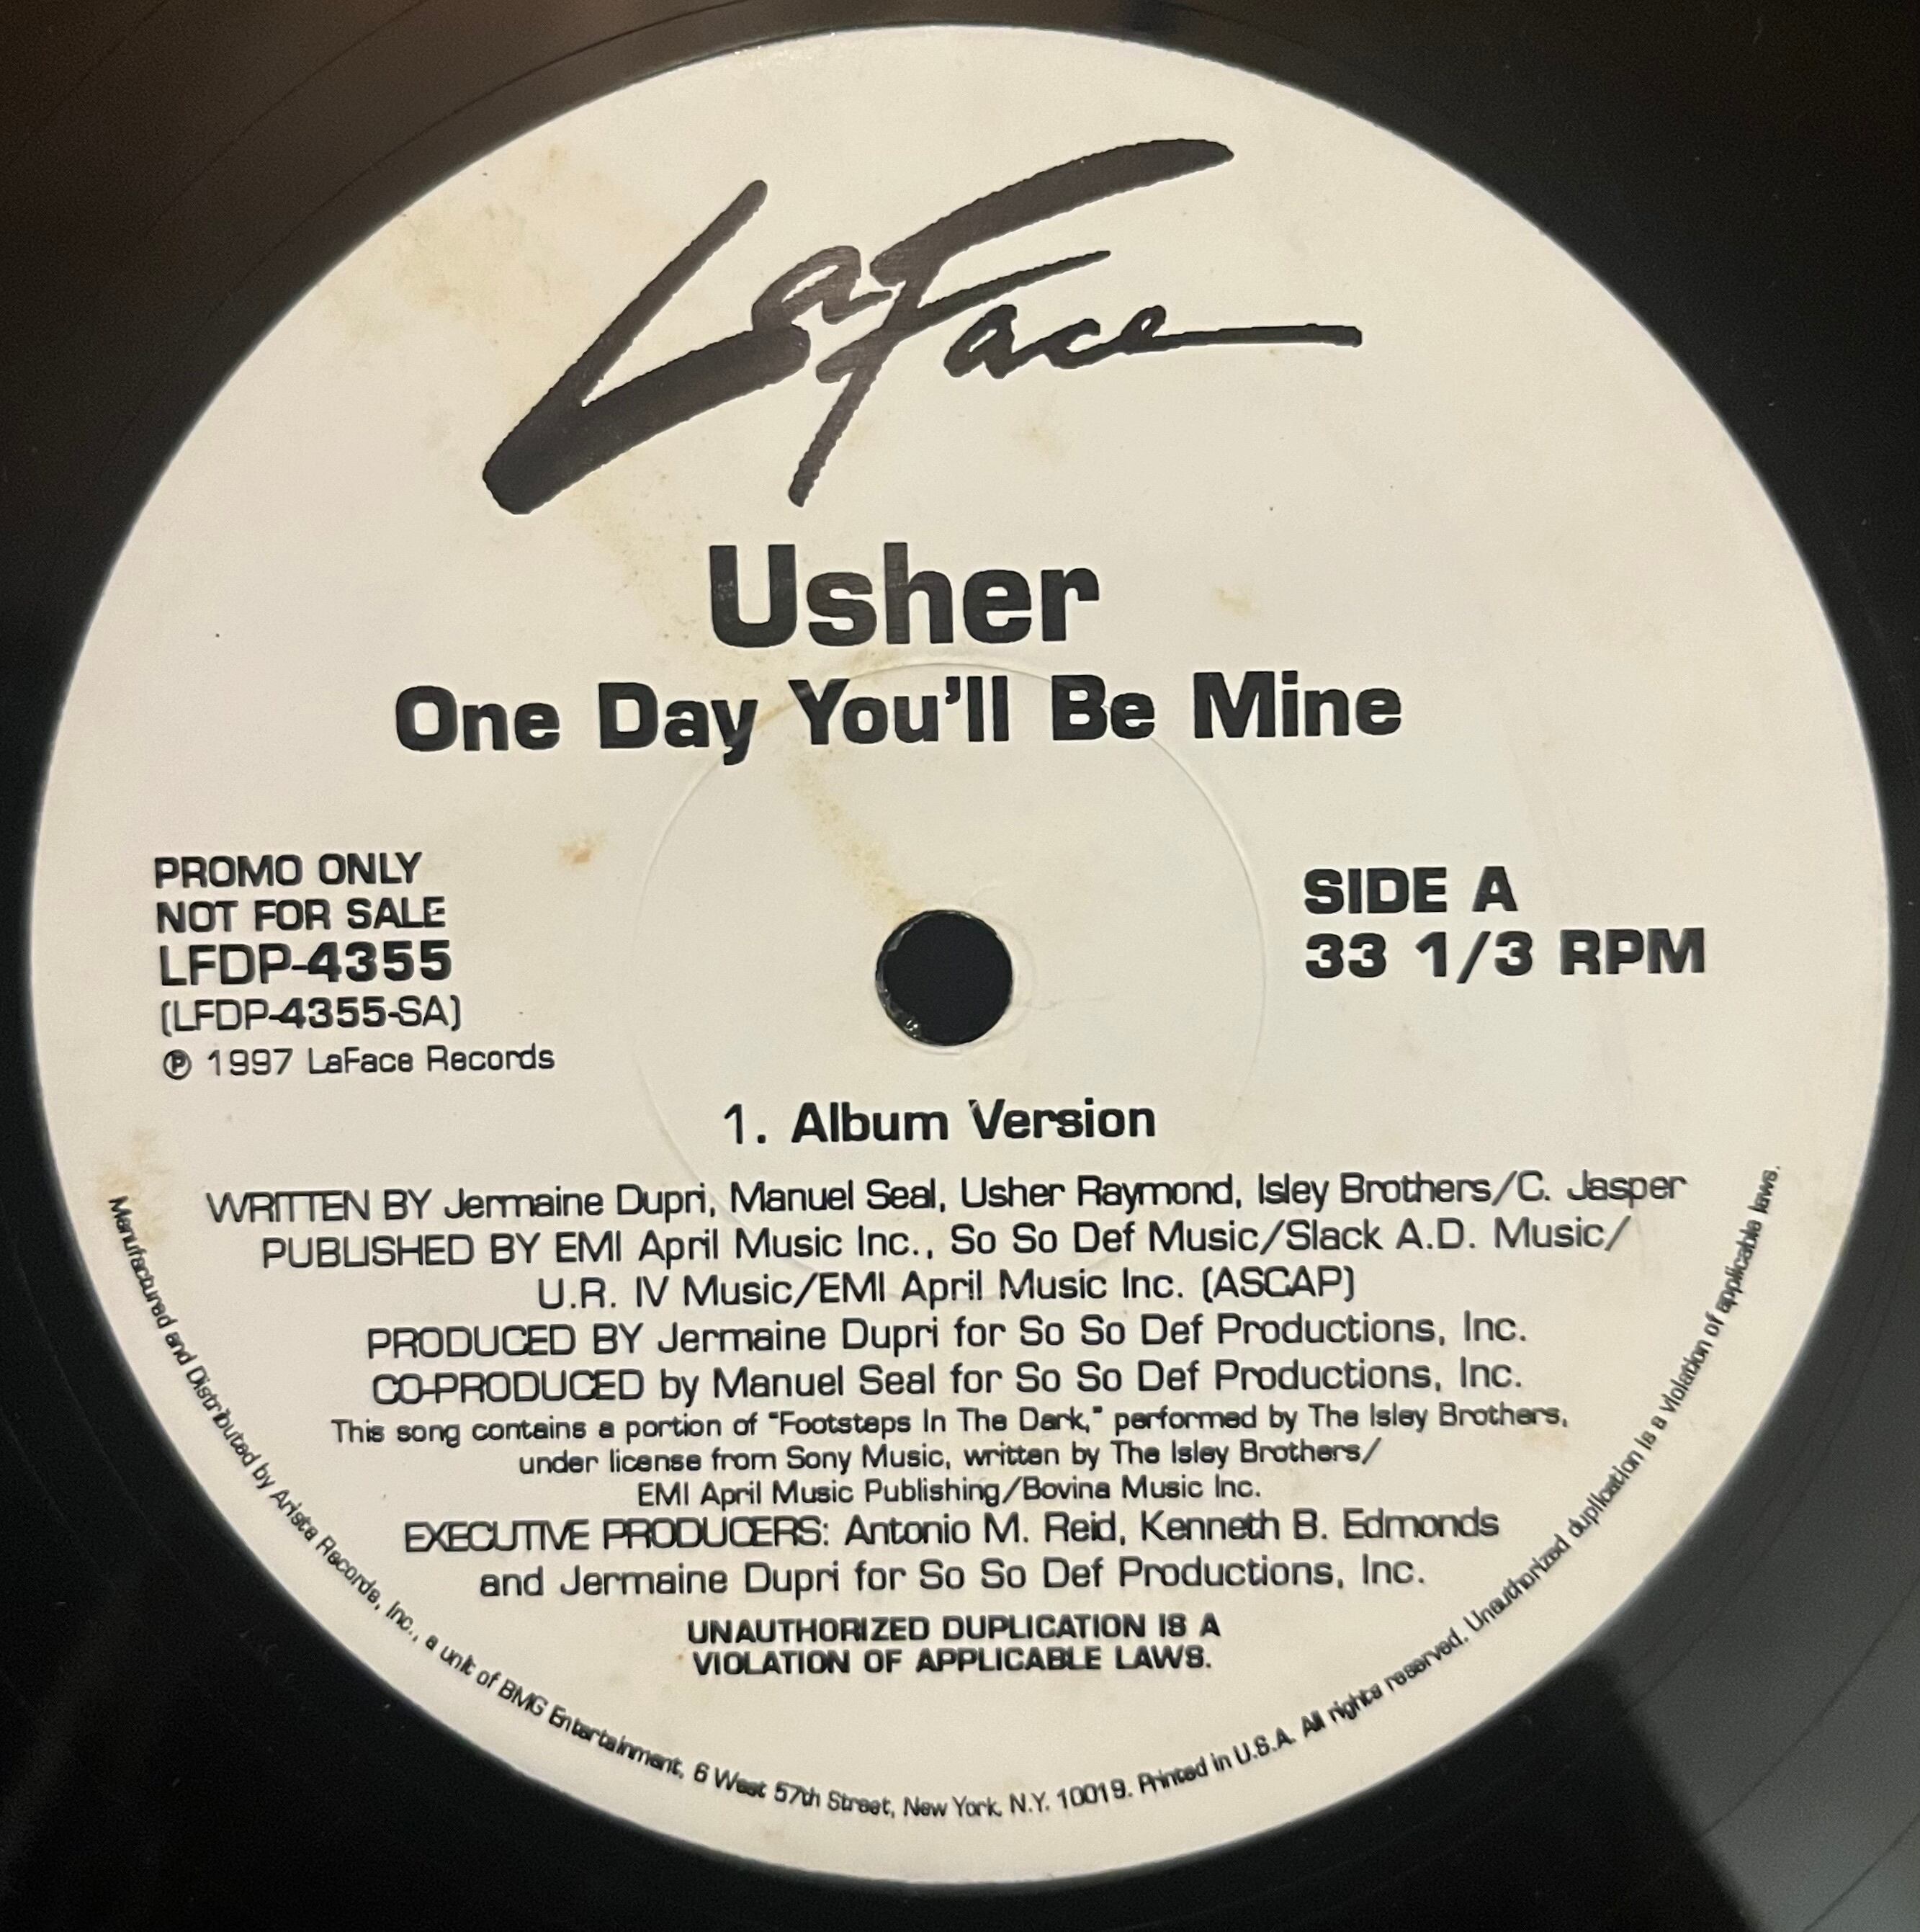 LaFace
Usher
One Day You'll Be Mine
PROMO ONLY
NOT FOR SALE
LFDP-4355
(LFDP-4355-SA)
℗ 1997 LaFace Records
SIDE A
33 1/3 RPM
1. Album Version
WRITTEN BY Jermaine Dupri, Manuel Seal, Usher Raymond, Isley Brothers/C. Jasper
PUBLISHED BY EMI April Music Inc., So So Def Music/Slack A.D. Music/
U.R. IV Music/EMI April Music Inc. (ASCAP)
PRODUCED BY Jermaine Dupri for So So Def Productions, Inc.
CO-PRODUCED by Manuel Seal for So So Def Productions, Inc.
This song contains a portion of "Footsteps In The Dark," performed by The Isley Brothers,
under license from Sony Music, written by The Isley Brothers/
EMI April Music Publishing/Bovina Music Inc.
EXECUTIVE PRODUCERS: Antonio M. Reid, Kenneth B. Edmonds
and Jermaine Dupri for So So Def Productions, Inc.
UNAUTHORIZED DUPLICATION IS A
VIOLATION OF APPLICABLE LAWS.
Manufactured and Distributed by Arista Records, Inc., a unit of BMG Entertainment, 6 West 57th Street, New York, N.Y. 10019. Printed in U.S.A. All rights reserved. Unauthorized duplication is a violation of applicable laws.